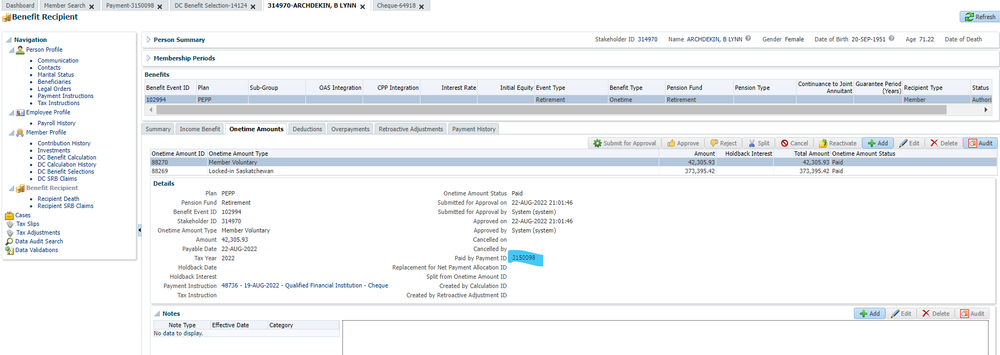 Dashboard Member Search Payment-3150098 DC Benefit Selection-14124 314970-ARCHDEKIN, B LYNN Cheque-64918
Benefit Recipient Refresh
Navigation
Person Profile
Communication
Contacts
Marital Status
Beneficiaries
Legal Orders
Payment Instructions
Tax Instructions
Employee Profile
Payroll History
Member Profile
Contribution History
Investments
DC Benefit Calculation
DC Calculation History
DC Benefit Selections
DC SRB Claims
Benefit Recipient
Recipient Death
Recipient SRB Claims
Cases
Tax Slips
Tax Adjustments
Data Audit Search
Data Validations
Person Summary Stakeholder ID 314970 Name ARCHDEKIN, B LYNN Gender Female Date of Birth 20-SEP-1951 Age 71.22 Date of Death
Membership Periods
Benefits
Benefit Event ID Plan Sub-Group OAS Integration CPP Integration Interest Rate Initial Equity Event Type Benefit Type Pension Fund Pension Type Continuance to Joint Annuitant Guarantee Period (Years) Recipient Type Status
102994 PEPP Retirement Onetime Retirement Member Authori
Summary Income Benefit Onetime Amounts Deductions Overpayments Retroactive Adjustments Payment History
Submit for Approval Approve Reject Split Cancel Reactivate Add Edit Delete Audit
Onetime Amount ID Onetime Amount Type Amount Holdback Interest Total Amount Onetime Amount Status
88270 Member Voluntary 42,305.93 42,305.93 Paid
88269 Locked-in Saskatchewan 373,395.42 373,395.42 Paid
Details
Plan PEPP Onetime Amount Status Paid
Pension Fund Retirement Submitted for Approval on 22-AUG-2022 21:01:46
Benefit Event ID 102994 Submitted for Approval by System (system)
Stakeholder ID 314970 Approved on 22-AUG-2022 21:01:46
Onetime Amount Type Member Voluntary Approved by System (system)
Amount 42,305.93 Cancelled on
Payable Date 22-AUG-2022 Cancelled by
Tax Year 2022 Paid by Payment ID 3150098
Holdback Date Replacement for Net Payment Allocation ID
Holdback Interest Split from Onetime Amount ID
Payment Instruction 48736 - 19-AUG-2022 - Qualified Financial Institution - Cheque Created by Calculation ID
Tax Instruction Created by Retroactive Adjustment ID
Notes Add Edit Delete Audit
Note Type Effective Date Category
No data to display.